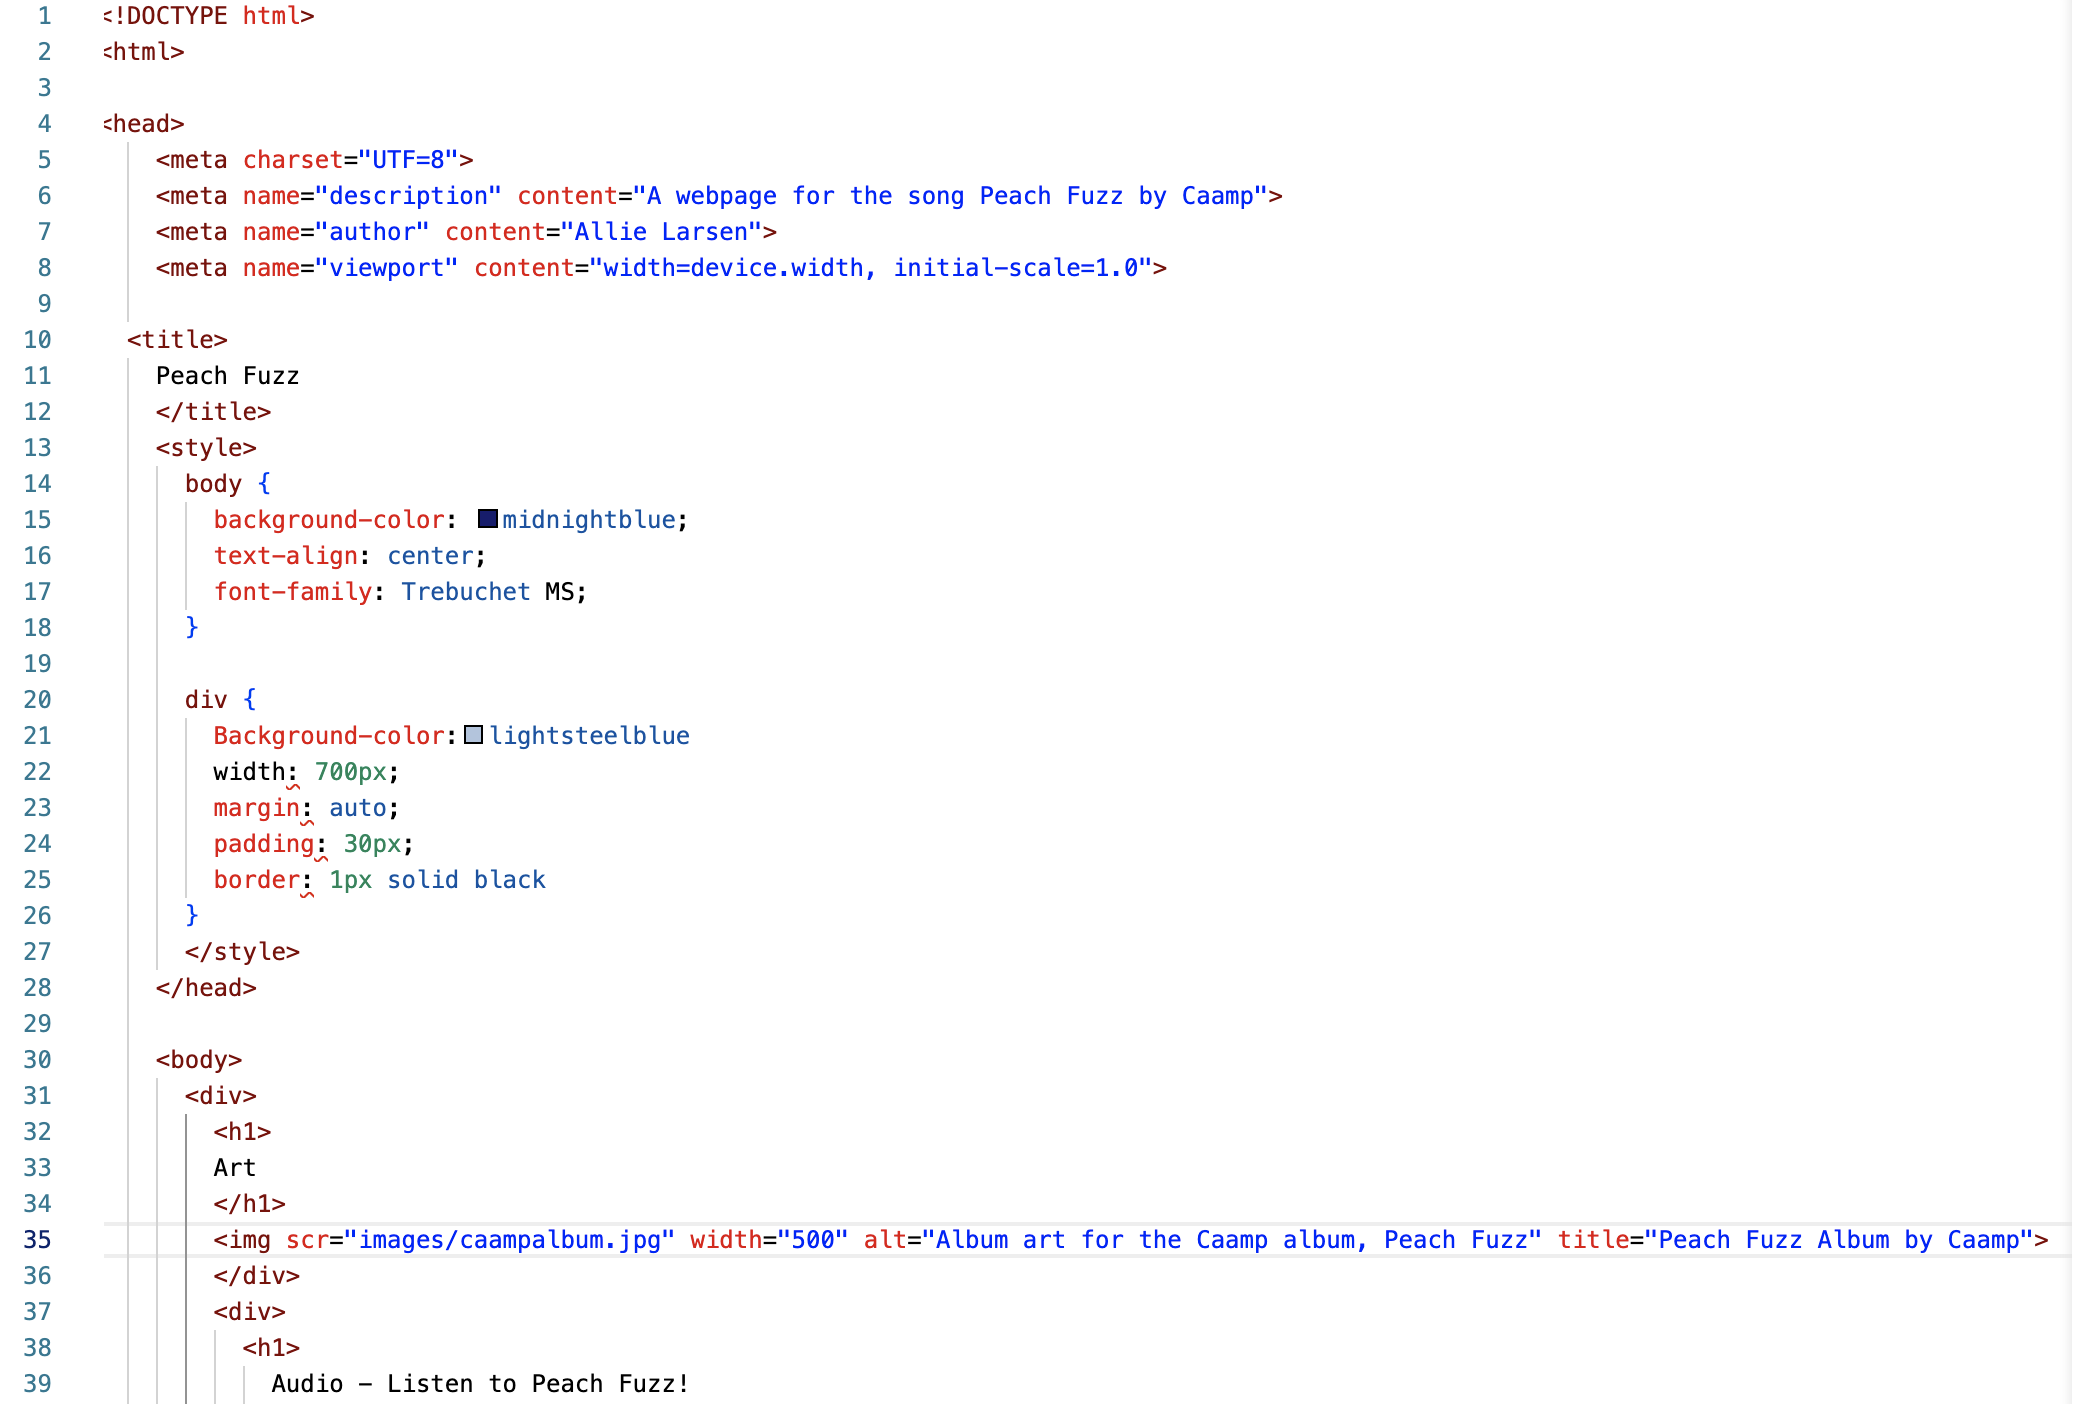 1 <!DOCTYPE html>
2 <html>
3
4 <head>
5 <meta charset="UTF=8">
6 <meta name="description" content="A webpage for the song Peach Fuzz by Caamp">
7 <meta name="author" content="Allie Larsen">
8 <meta name="viewport" content="width=device.width, initial-scale=1.0">
9
10 <title>
11 Peach Fuzz
12 </title>
13 <style>
14 body {
15 background-color: midnightblue;
16 text-align: center;
17 font-family: Trebuchet MS;
18 }
19
20 div {
21 Background-color: lightsteelblue
22 width: 700px;
23 margin: auto;
24 padding: 30px;
25 border: 1px solid black
26 }
27 </style>
28 </head>
29
30 <body>
31 <div>
32 <h1>
33 Art
34 </h1>
35 <img scr="images/caampalbum.jpg" width="500" alt="Album art for the Caamp album, Peach Fuzz" title="Peach Fuzz Album by Caamp">
36 </div>
37 <div>
38 <h1>
39 Audio - Listen to Peach Fuzz!